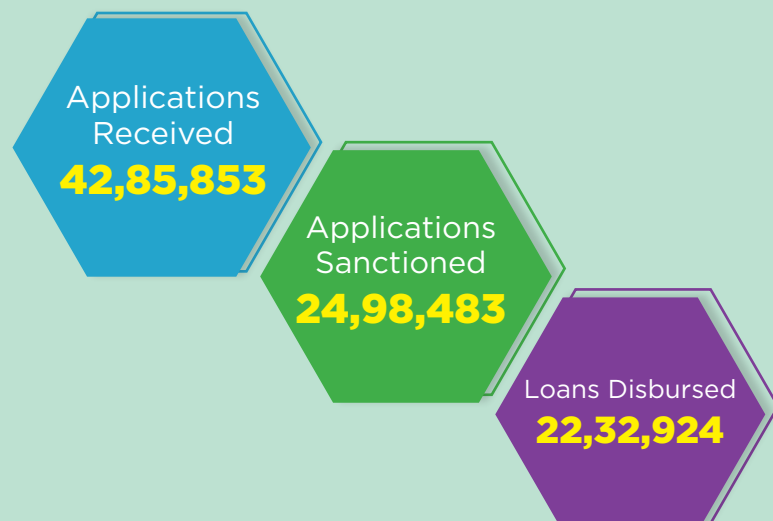 Applications
Received
42,85,853
Applications
Sanctioned
24,98,483
Loans Disbursed
22,32,924